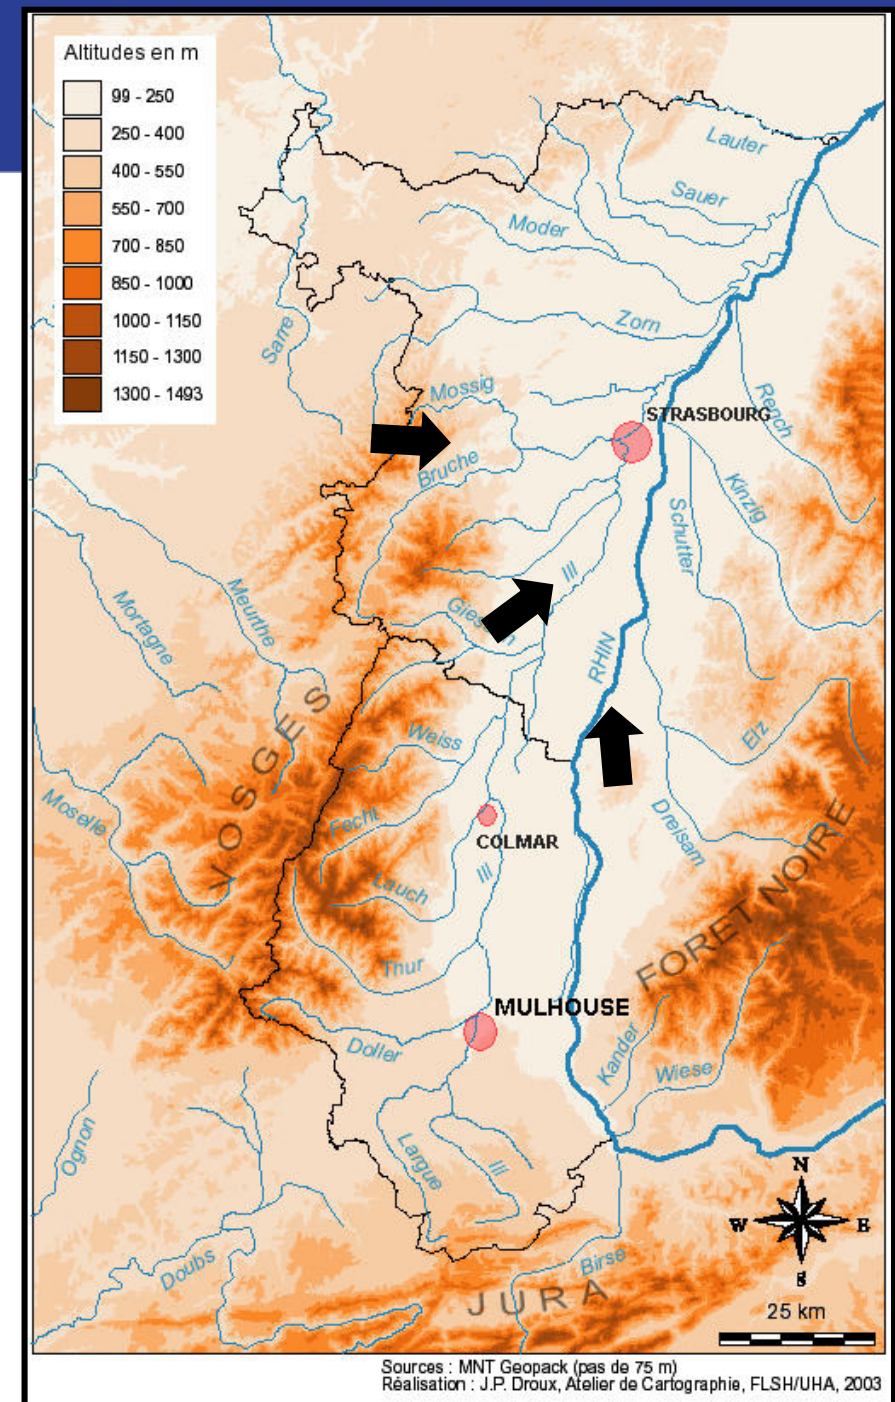 Altitudes en m
99 - 250
250 - 400
400 - 550
550 - 700
700 - 850
850 - 1000
1000 - 1150
1150 - 1300
1300 - 1493
Lauter
Sauer
Moder
Zorn
Sarre
Mossig
STRASBOURG
Rench
Bruche
Kinzig
Schutter
Ill
Meurthe
Mortagne
Giessen
RHIN
VOSGES
Weiss
Elz
Moselle
Fecht
COLMAR
Dreisam
Ill
Lauch
FORET NOIRE
Thur
MULHOUSE
Doller
Kander
Wiese
Ognon
Largue
Ill
N
W E
S
Doubs
Birse
JURA
25 km
Sources : MNT Geopack (pas de 75 m)
Réalisation : J.P. Droux, Atelier de Cartographie, FLSH/UHA, 2003